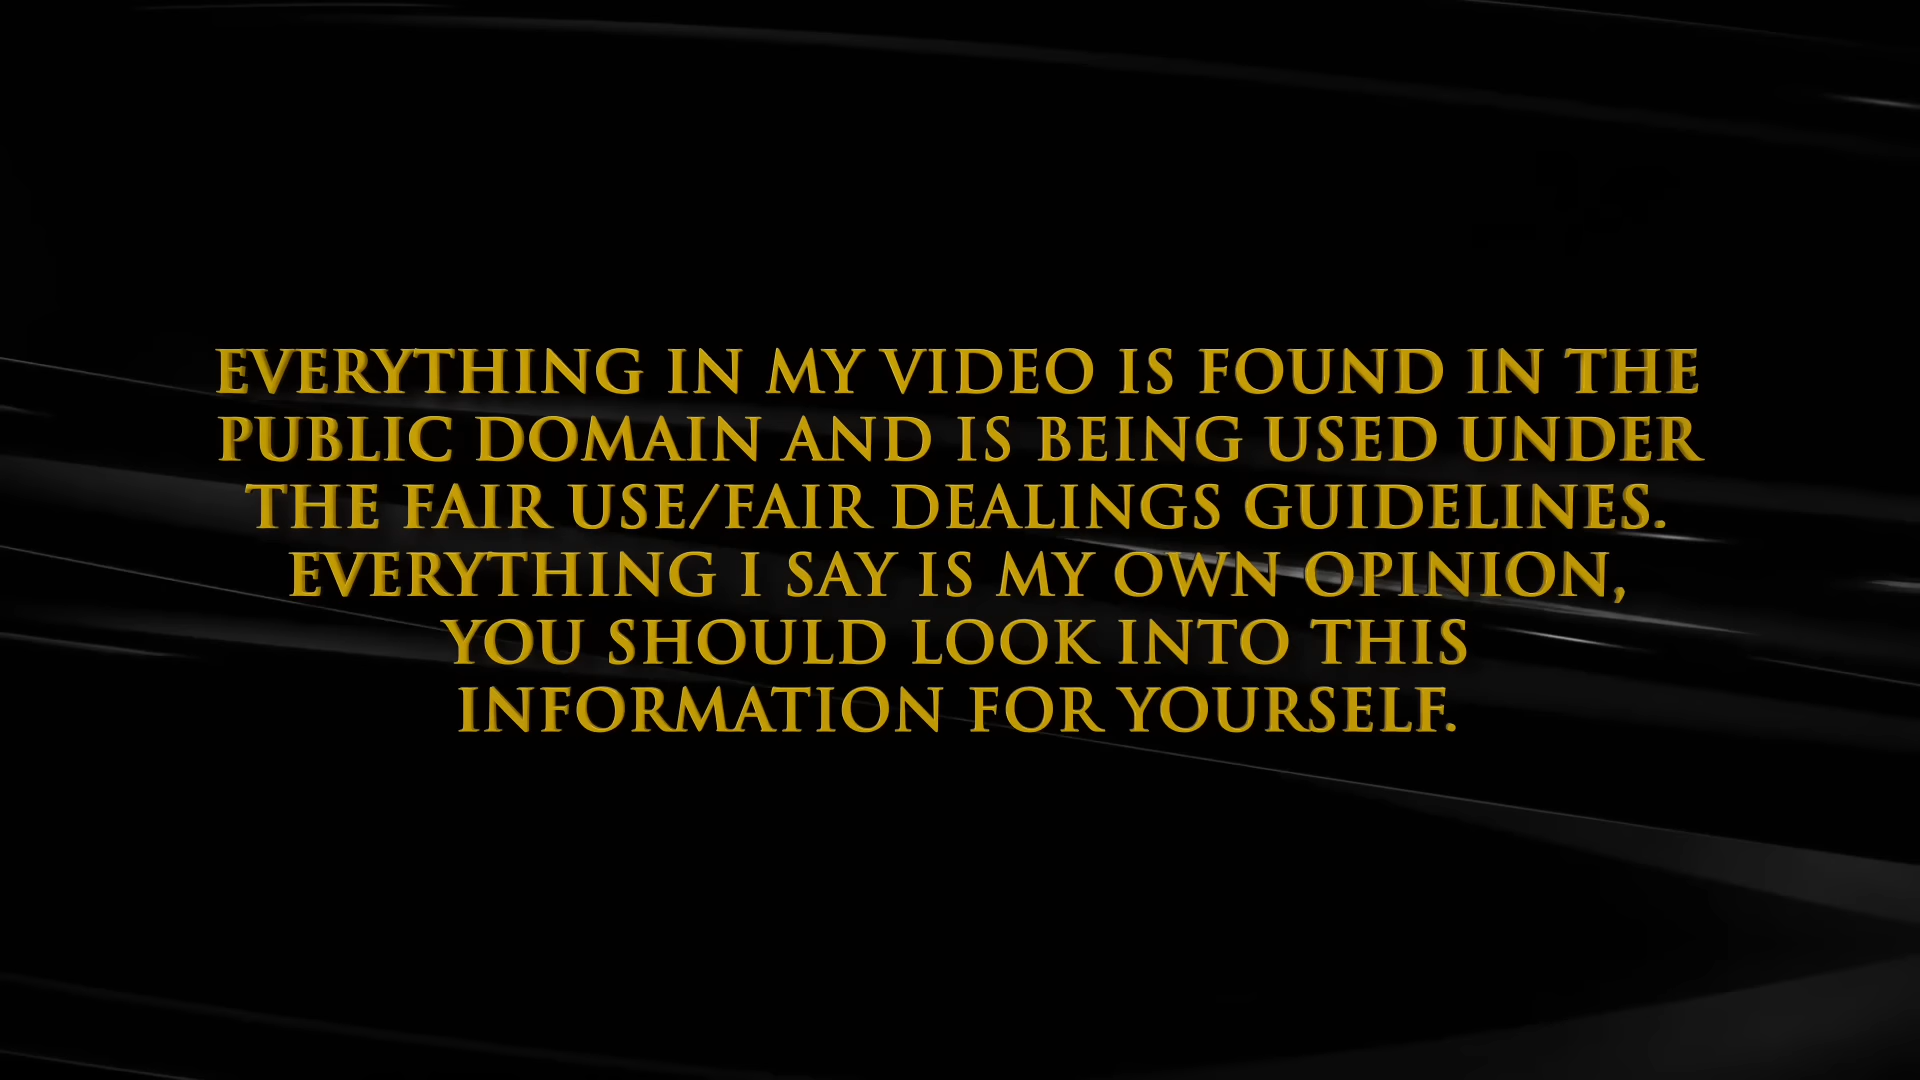 EVERYTHING IN MY VIDEO IS FOUND IN THE
PUBLIC DOMAIN AND IS BEING USED UNDER
THE FAIR USE/FAIR DEALINGS GUIDELINES.
EVERYTHING I SAY IS MY OWN OPINION,
YOU SHOULD LOOK INTO THIS
INFORMATION FOR YOURSELF.